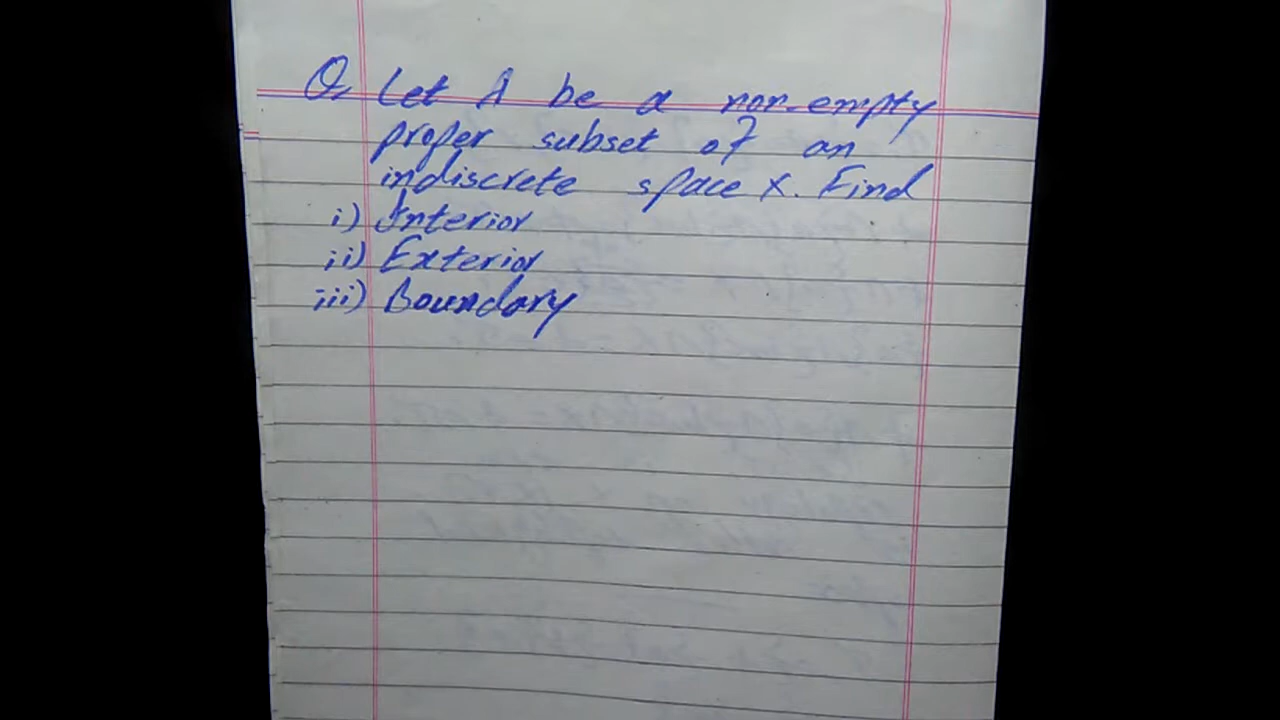 Q. Let A be a non-empty
proper subset of an
indiscrete space X. Find
i) Interior
ii) Exterior
iii) Boundary